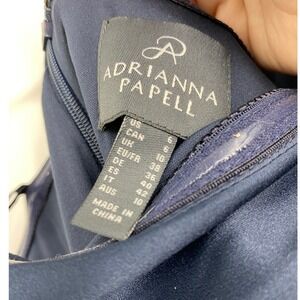 ADRIANNA
PAPELL
US 6
CAN 6
UK 10
EU/FR 38
DE 36
ES 40
IT 42
AUS 10
MADE IN
CHINA